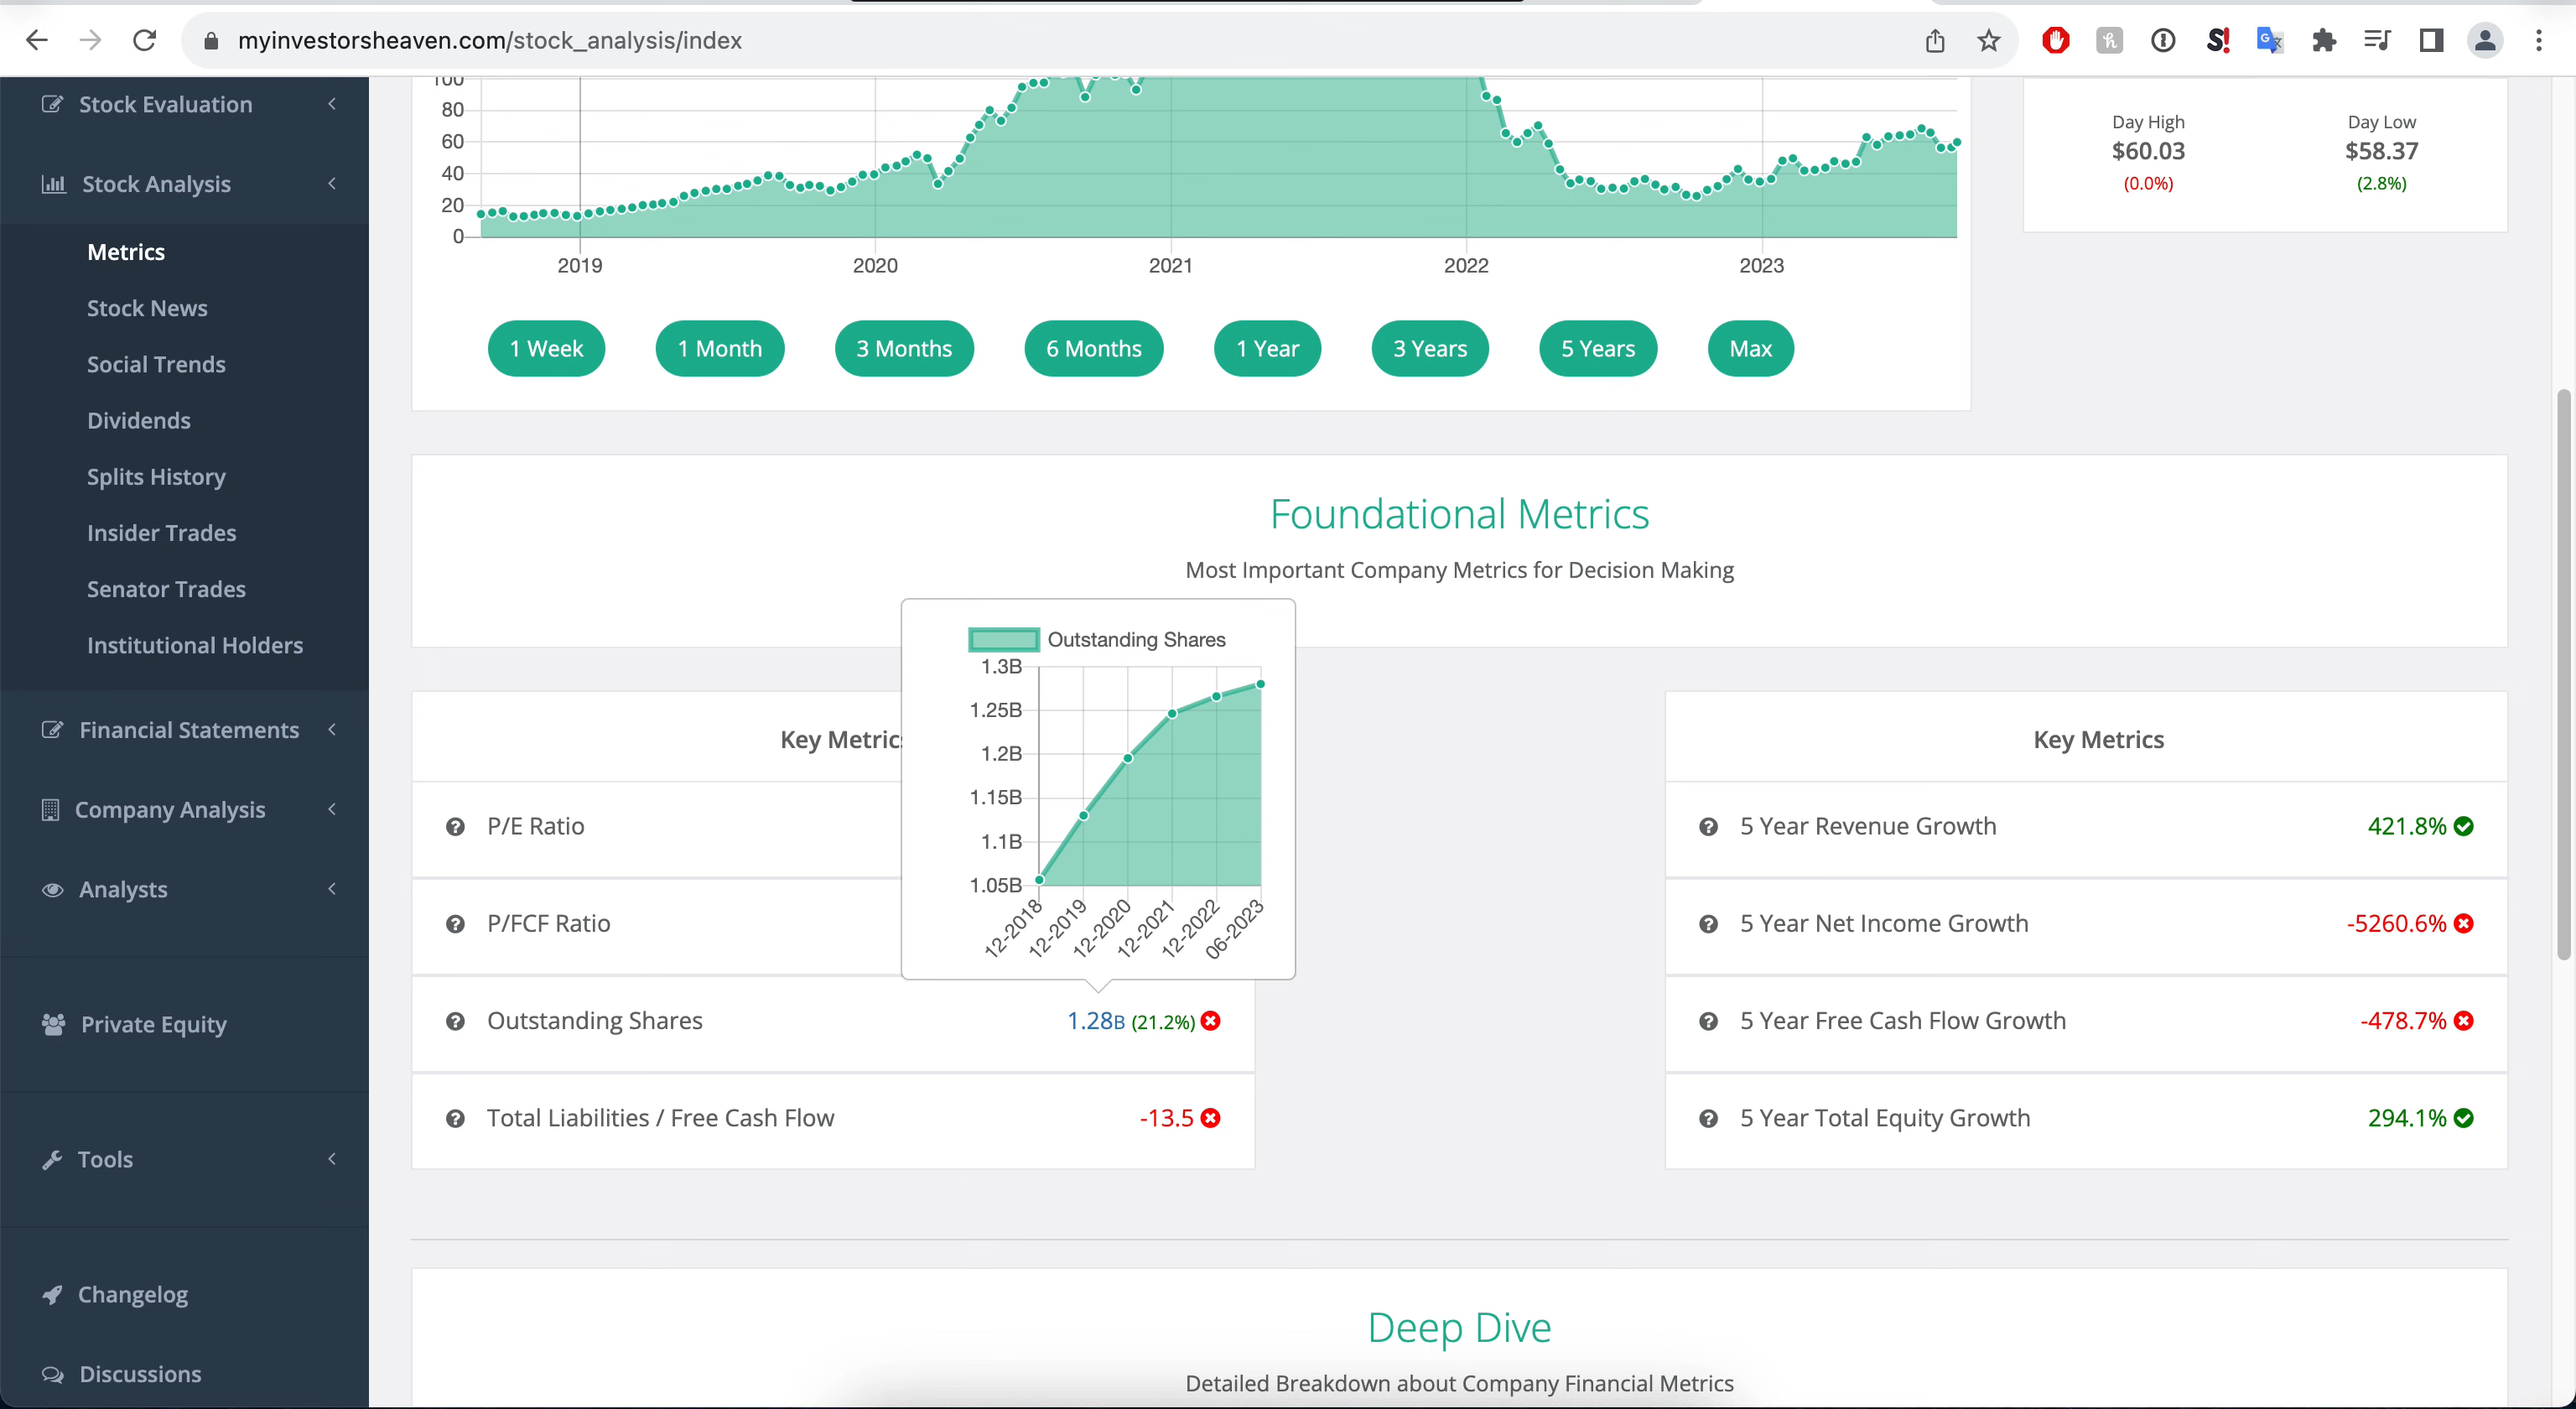 myinvestorsheaven.com/stock_analysis/index
Stock Evaluation
Stock Analysis
Metrics
Stock News
Social Trends
Dividends
Splits History
Insider Trades
Senator Trades
Institutional Holders
Financial Statements
Company Analysis
Analysts
Private Equity
Tools
Changelog
Discussions
100
80
60
40
20
0
2019 2020 2021 2022 2023
1 Week 1 Month 3 Months 6 Months 1 Year 3 Years 5 Years Max
Day High Day Low
$60.03 $58.37
(0.0%) (2.8%)
Foundational Metrics
Most Important Company Metrics for Decision Making
Outstanding Shares
1.3B
1.25B
1.2B
1.15B
1.1B
1.05B
12-2018 12-2019 12-2020 12-2021 12-2022 06-2023
Key Metrics
P/E Ratio
P/FCF Ratio
Outstanding Shares 1.28B (21.2%)
Total Liabilities / Free Cash Flow -13.5
Key Metrics
5 Year Revenue Growth 421.8%
5 Year Net Income Growth -5260.6%
5 Year Free Cash Flow Growth -478.7%
5 Year Total Equity Growth 294.1%
Deep Dive
Detailed Breakdown about Company Financial Metrics